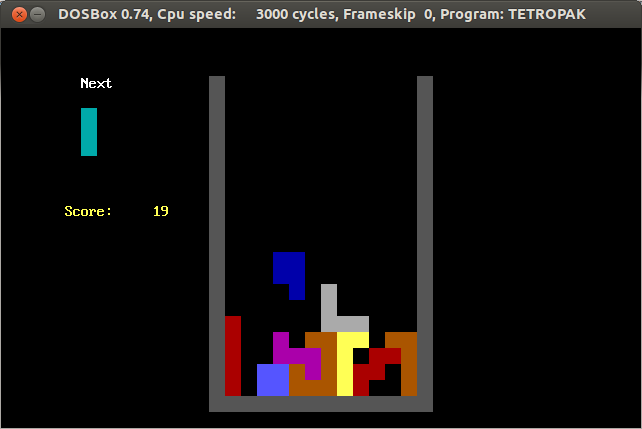 DOSBox 0.74, Cpu speed: 3000 cycles, Frameskip 0, Program: TETROPAK
Next
Score: 19